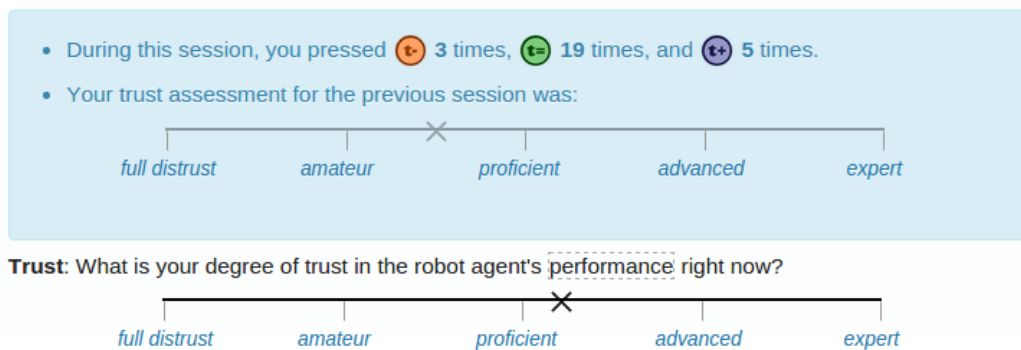 During this session, you pressed t- 3 times, t= 19 times, and t+ 5 times.
Your trust assessment for the previous session was:
full distrust amateur proficient advanced expert
Trust: What is your degree of trust in the robot agent's performance right now?
full distrust amateur proficient advanced expert